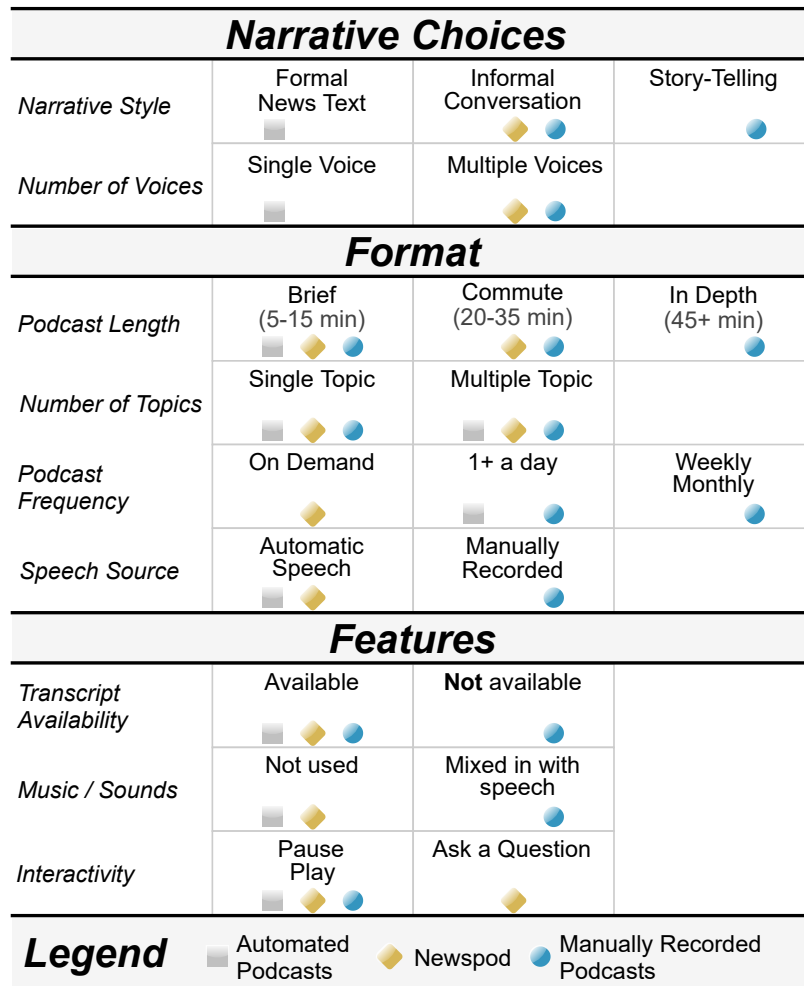 Narrative Choices
Narrative Style
Formal
News Text
Informal
Conversation
Story-Telling
Number of Voices
Single Voice
Multiple Voices
Format
Podcast Length
Brief
(5-15 min)
Commute
(20-35 min)
In Depth
(45+ min)
Number of Topics
Single Topic
Multiple Topic
Podcast
Frequency
On Demand
1+ a day
Weekly
Monthly
Speech Source
Automatic
Speech
Manually
Recorded
Features
Transcript
Availability
Available
Not available
Music / Sounds
Not used
Mixed in with
speech
Interactivity
Pause
Play
Ask a Question
Legend
Automated
Podcasts
Newspod
Manually Recorded
Podcasts